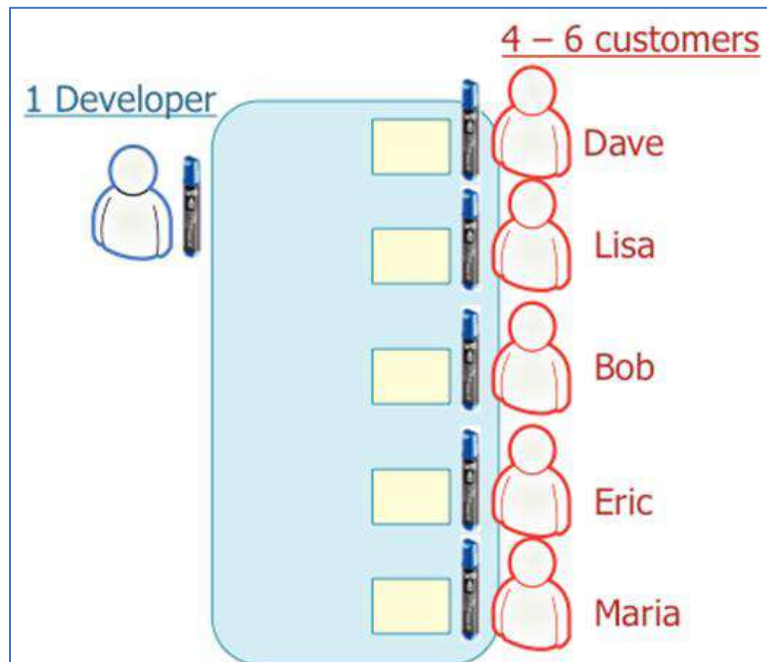 4 – 6 customers
1 Developer
Dave
Lisa
Bob
Eric
Maria